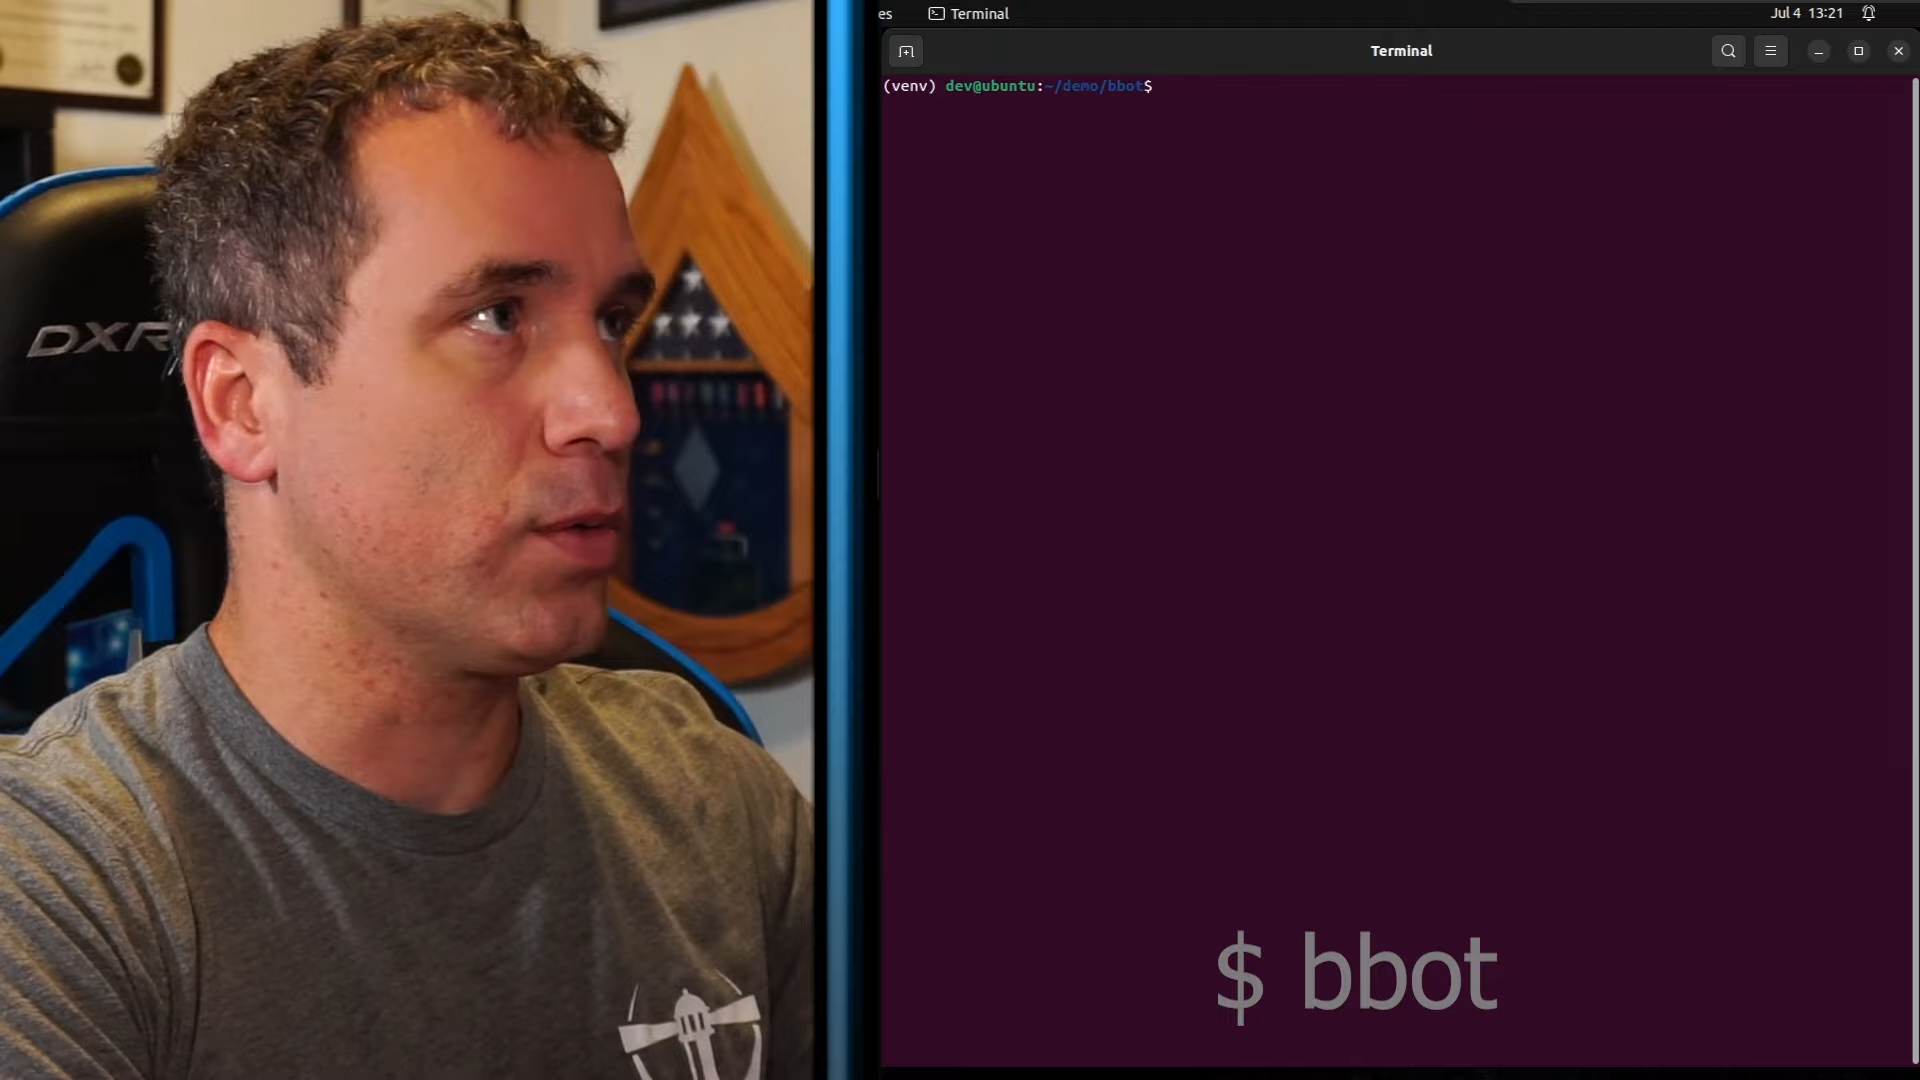 DXR
es
Terminal
Jul 4 13:21
Terminal
(venv) dev@ubuntu:~/demo/bbot$
$ bbot